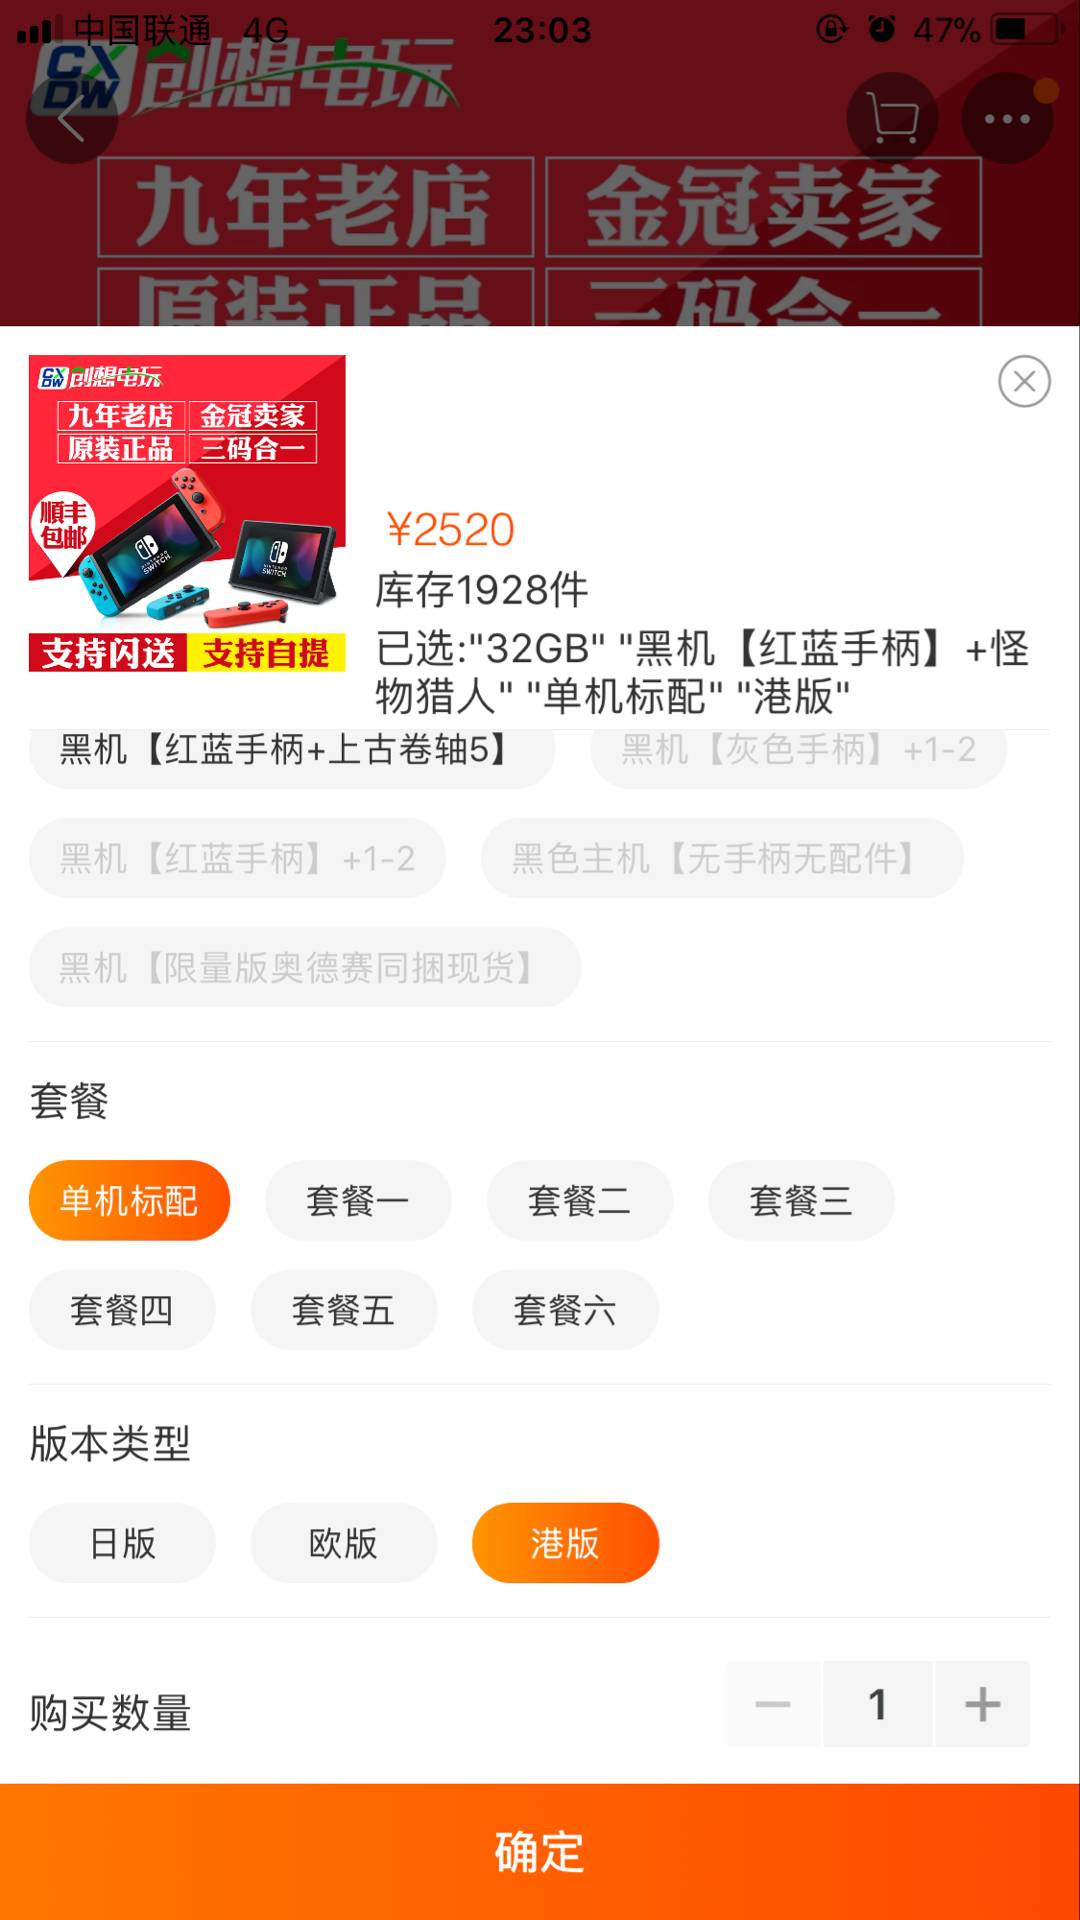 中国联通 4G 23:03 47%
CXDW 创想电玩
九年老店 金冠卖家
原装正品 三码合一
CXDW 创想电玩
九年老店 金冠卖家
原装正品 三码合一
順丰
包邮
NINTENDO
SWITCH
NINTENDO
SWITCH
支持闪送 支持自提
¥2520
库存1928件
已选:"32GB" "黑机【红蓝手柄】+怪
物猎人" "单机标配" "港版"
黑机【红蓝手柄+上古卷轴5】 黑机【灰色手柄】+1-2
黑机【红蓝手柄】+1-2 黑色主机【无手柄无配件】
黑机【限量版奥德赛同捆现货】
套餐
单机标配 套餐一 套餐二 套餐三
套餐四 套餐五 套餐六
版本类型
日版 欧版 港版
购买数量 1
确定